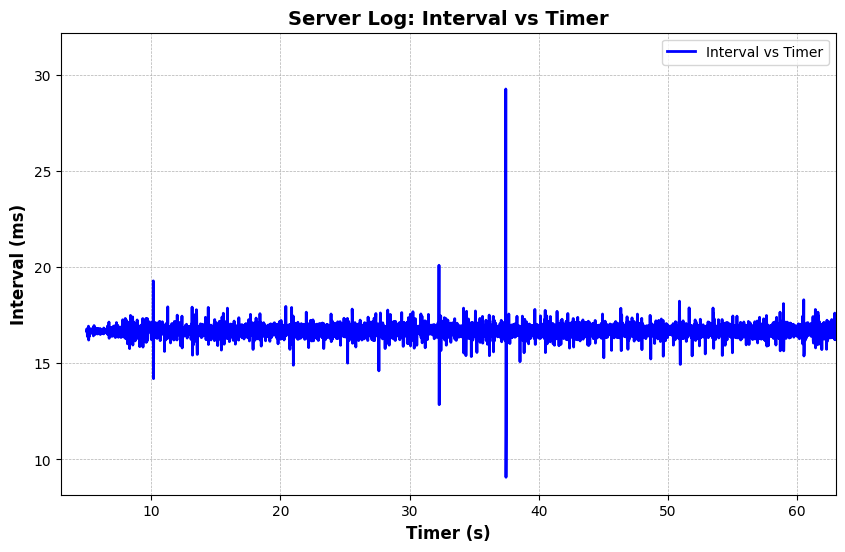 Server Log: Interval vs Timer
Interval vs Timer
Interval (ms)
30
25
20
15
10
10 20 30 40 50 60
Timer (s)